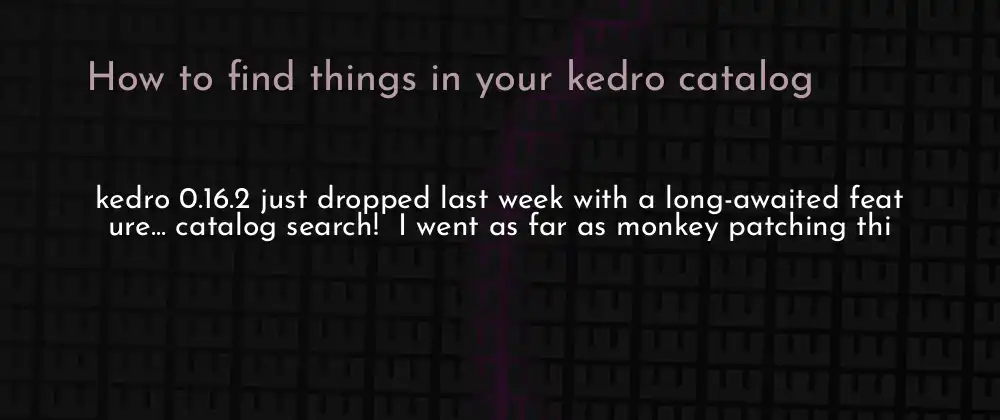 How to find things in your kedro catalog
kedro 0.16.2 just dropped last week with a long-awaited feat
ure... catalog search!  I went as far as monkey patching thi